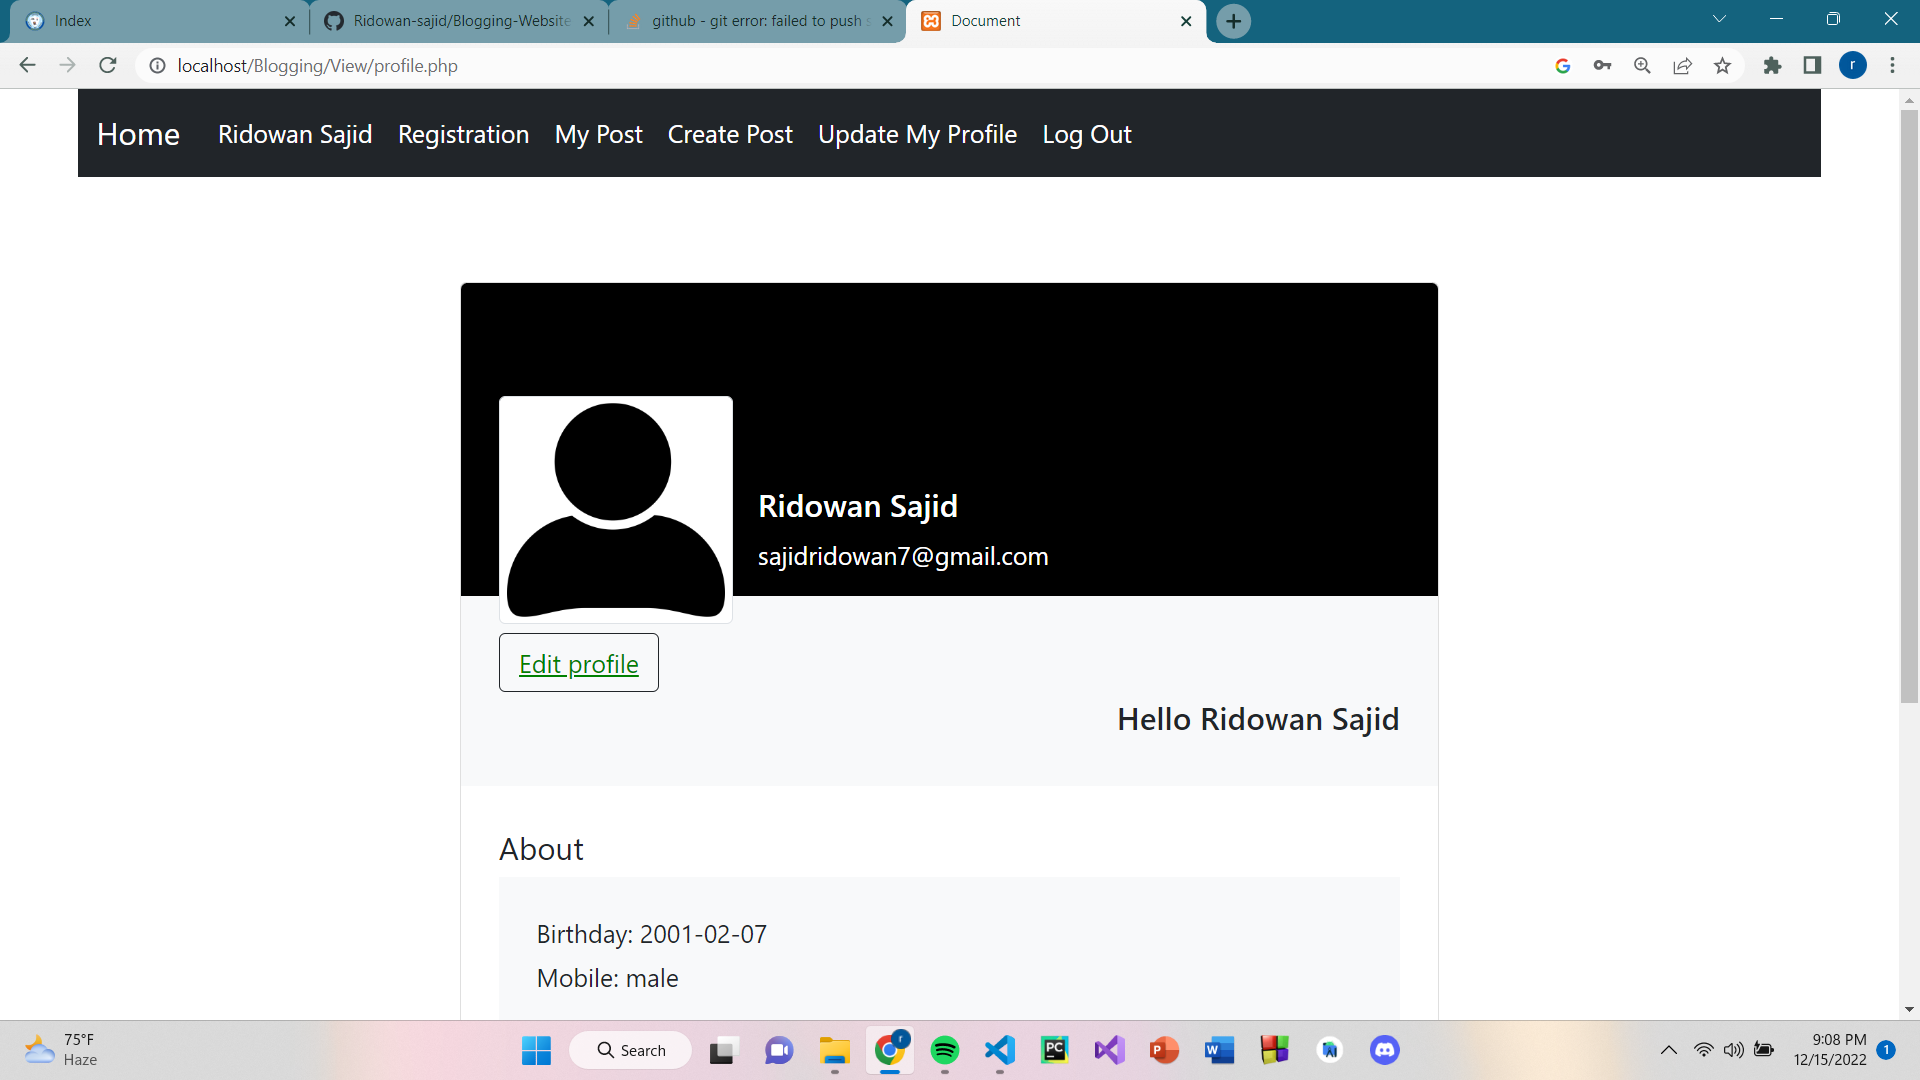 Index
Ridowan-sajid/Blogging-Website
github - git error: failed to push s
Document
localhost/Blogging/View/profile.php
r
Home Ridowan Sajid Registration My Post Create Post Update My Profile Log Out
Ridowan Sajid
sajidridowan7@gmail.com
Edit profile
Hello Ridowan Sajid
About
Birthday: 2001-02-07
Mobile: male
75°F
Haze
Search
r
PC
P
W
9:08 PM
12/15/2022
1